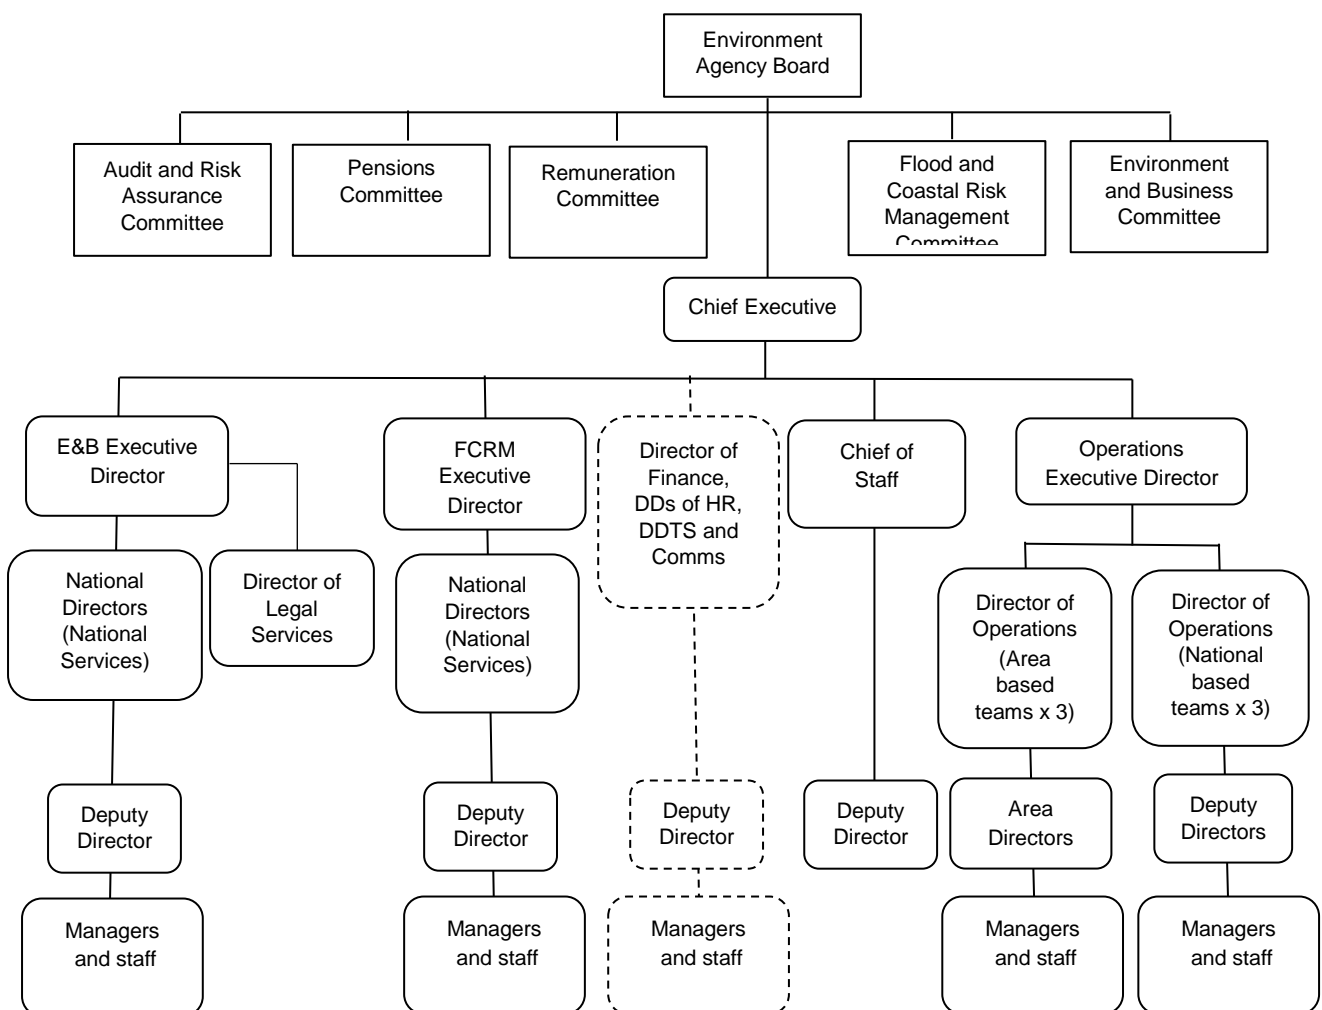 Environment
Agency Board
Audit and Risk
Assurance
Committee
Pensions
Committee
Remuneration
Committee
Flood and
Coastal Risk
Management
Committee
Environment
and Business
Committee
Chief Executive
E&B Executive
Director
FCRM
Executive
Director
Director of
Finance,
DDs of HR,
DDTS and
Comms
Chief of
Staff
Operations
Executive Director
National
Directors
(National
Services)
Director of
Legal
Services
National
Directors
(National
Services)
Director of
Operations
(Area
based
teams x 3)
Director of
Operations
(National
based
teams x 3)
Deputy
Director
Deputy
Director
Deputy
Director
Deputy
Director
Area
Directors
Deputy
Directors
Managers
and staff
Managers
and staff
Managers
and staff
Managers
and staff
Managers
and staff